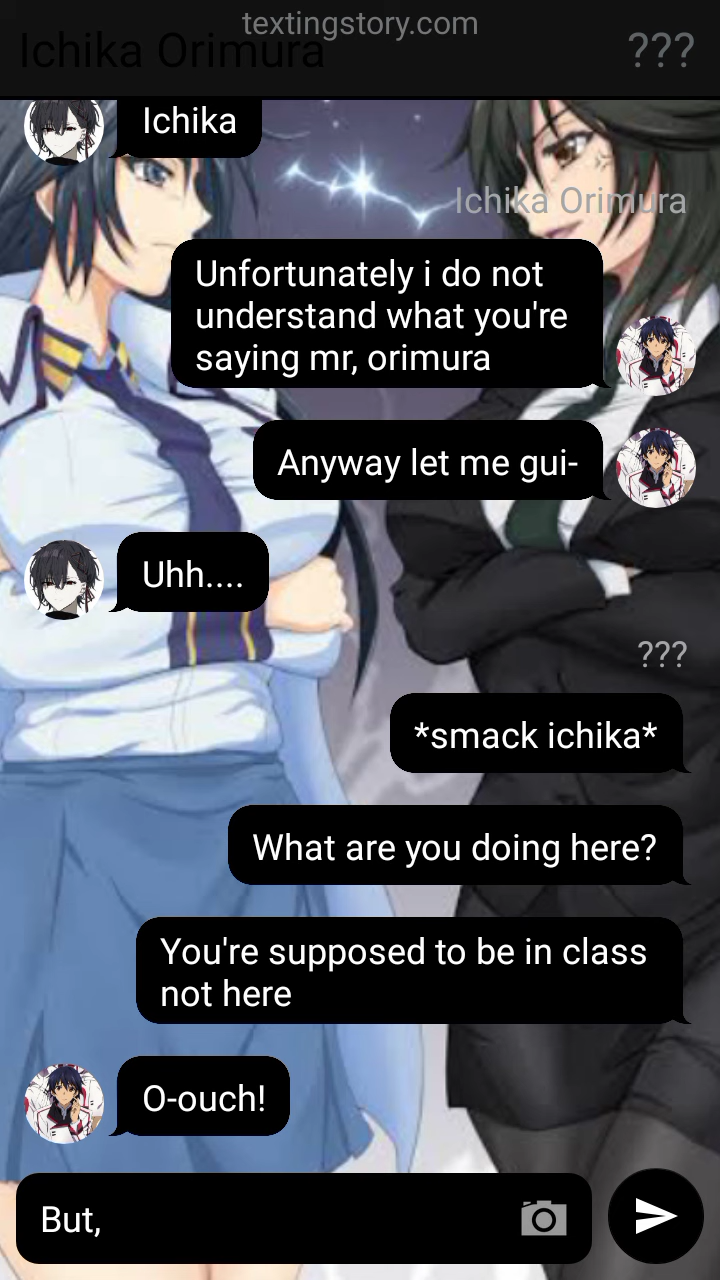 textingstory.com
Ichika Orimura
???
Ichika
Ichika Orimura
Unfortunately i do not
understand what you're
saying mr, orimura
Anyway let me gui-
Uhh....
???
*smack ichika*
What are you doing here?
You're supposed to be in class
not here
O-ouch!
But,